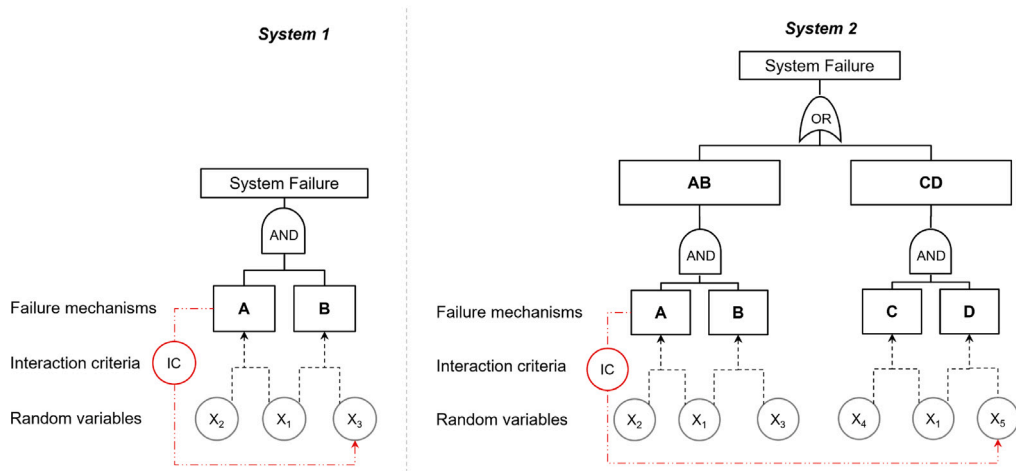 System 1
System Failure
AND
Failure mechanisms
A
B
Interaction criteria
IC
Random variables
X2
X1
X3
System 2
System Failure
OR
AB
CD
AND
AND
Failure mechanisms
A
B
C
D
Interaction criteria
IC
Random variables
X2
X1
X3
X4
X1
X5